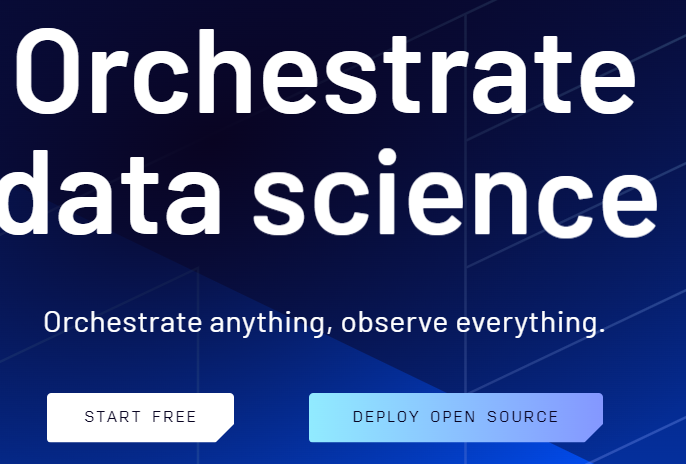 Orchestrate
data science
Orchestrate anything, observe everything.
START FREE
DEPLOY OPEN SOURCE